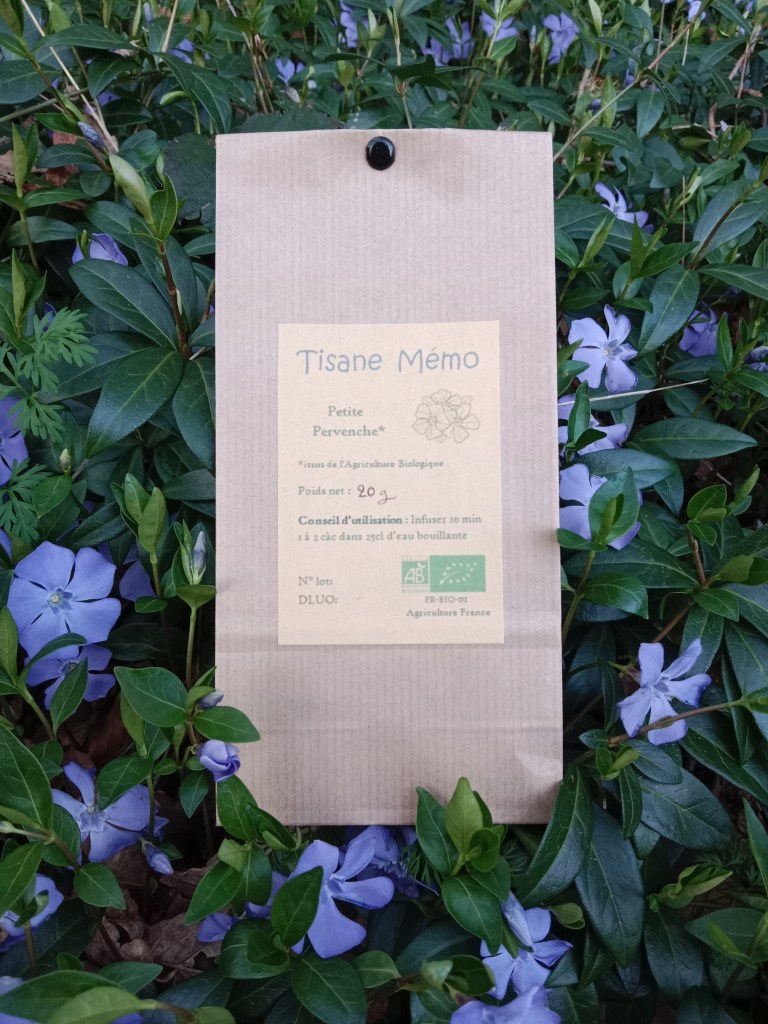 Tisane Mémo
Petite
Pervenche*
*issus de l'Agriculture Biologique
Poids net : 20 g
Conseil d'utilisation : Infuser 10 min
1 à 2 càc dans 25cl d'eau bouillante
N° lot:
DLUO:
AB
FR-BIO-01
Agriculture France